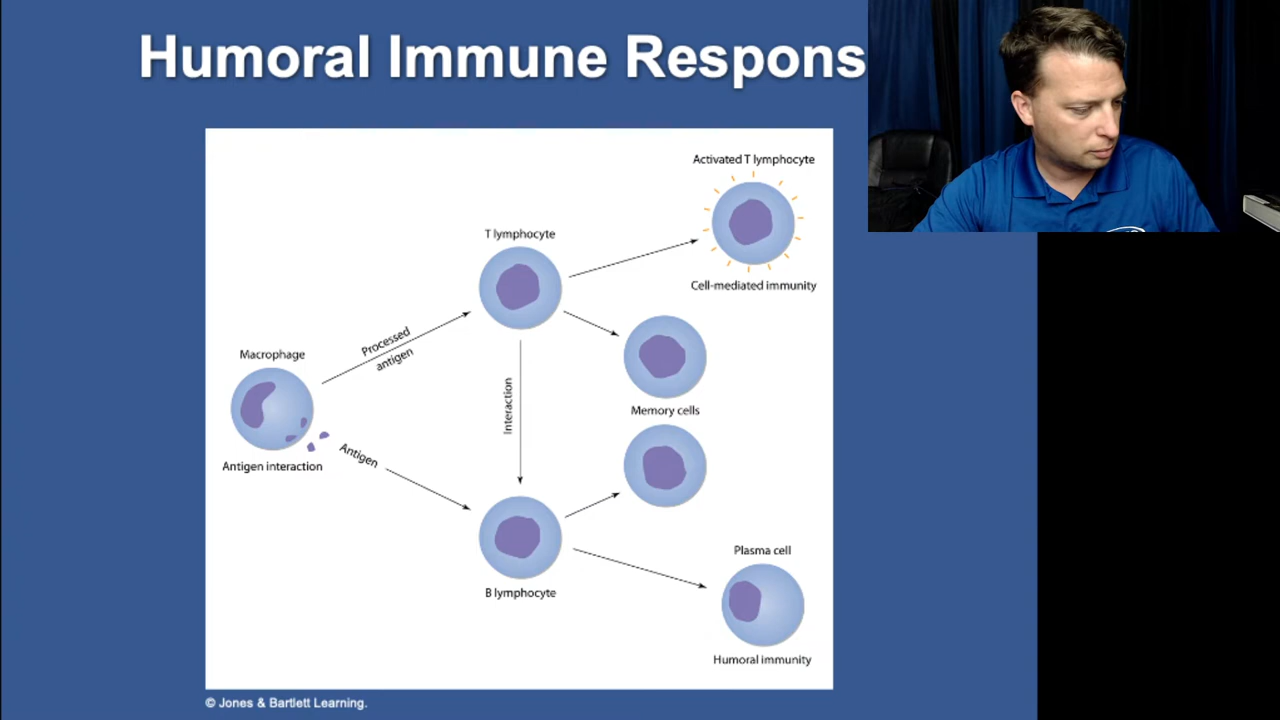 Humoral Immune Respons
Activated T lymphocyte
T lymphocyte
Cell-mediated immunity
Processed
antigen
Macrophage
Interaction
Memory cells
Antigen
Antigen interaction
Plasma cell
B lymphocyte
Humoral immunity
© Jones & Bartlett Learning.